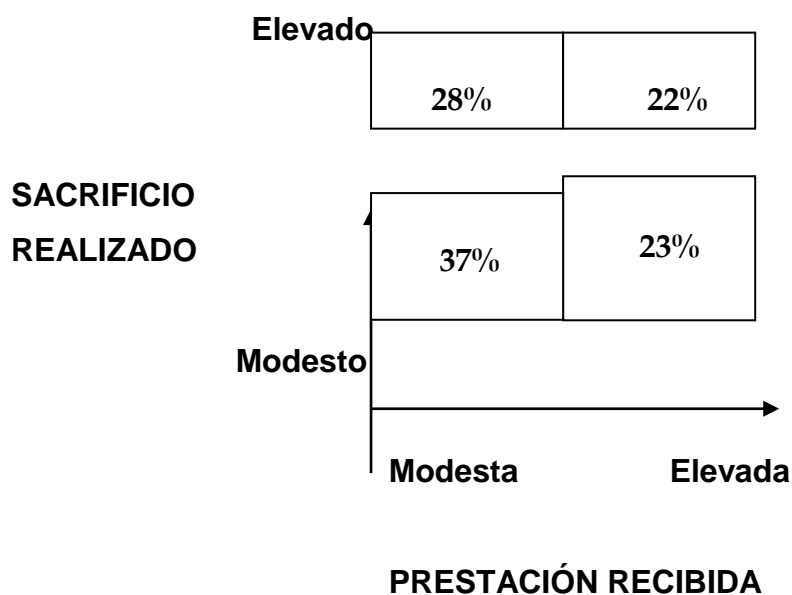 Elevado
28% 22%
SACRIFICIO
REALIZADO
37% 23%
Modesto
Modesta Elevada
PRESTACIÓN RECIBIDA